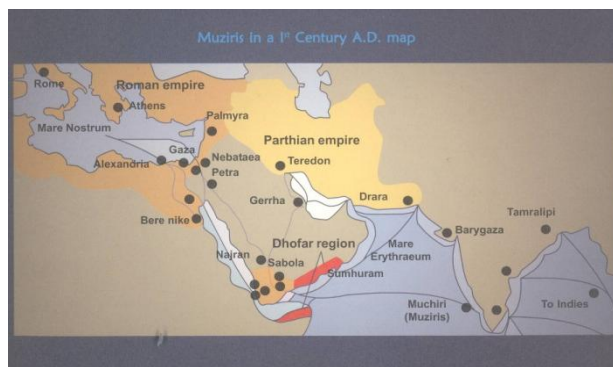 Muziris in a Ist Century A.D. map
Rome
Roman empire
Athens
Mare Nostrum
Palmyra
Parthian empire
Gaza
Nebataea
Alexandria
Petra
Teredon
Gerrha
Drara
Bere nike
Tamralipi
Barygaza
Dhofar region
Mare
Erythraeum
Najran
Sabola
Sumhuram
Muchiri
(Muziris)
To Indies